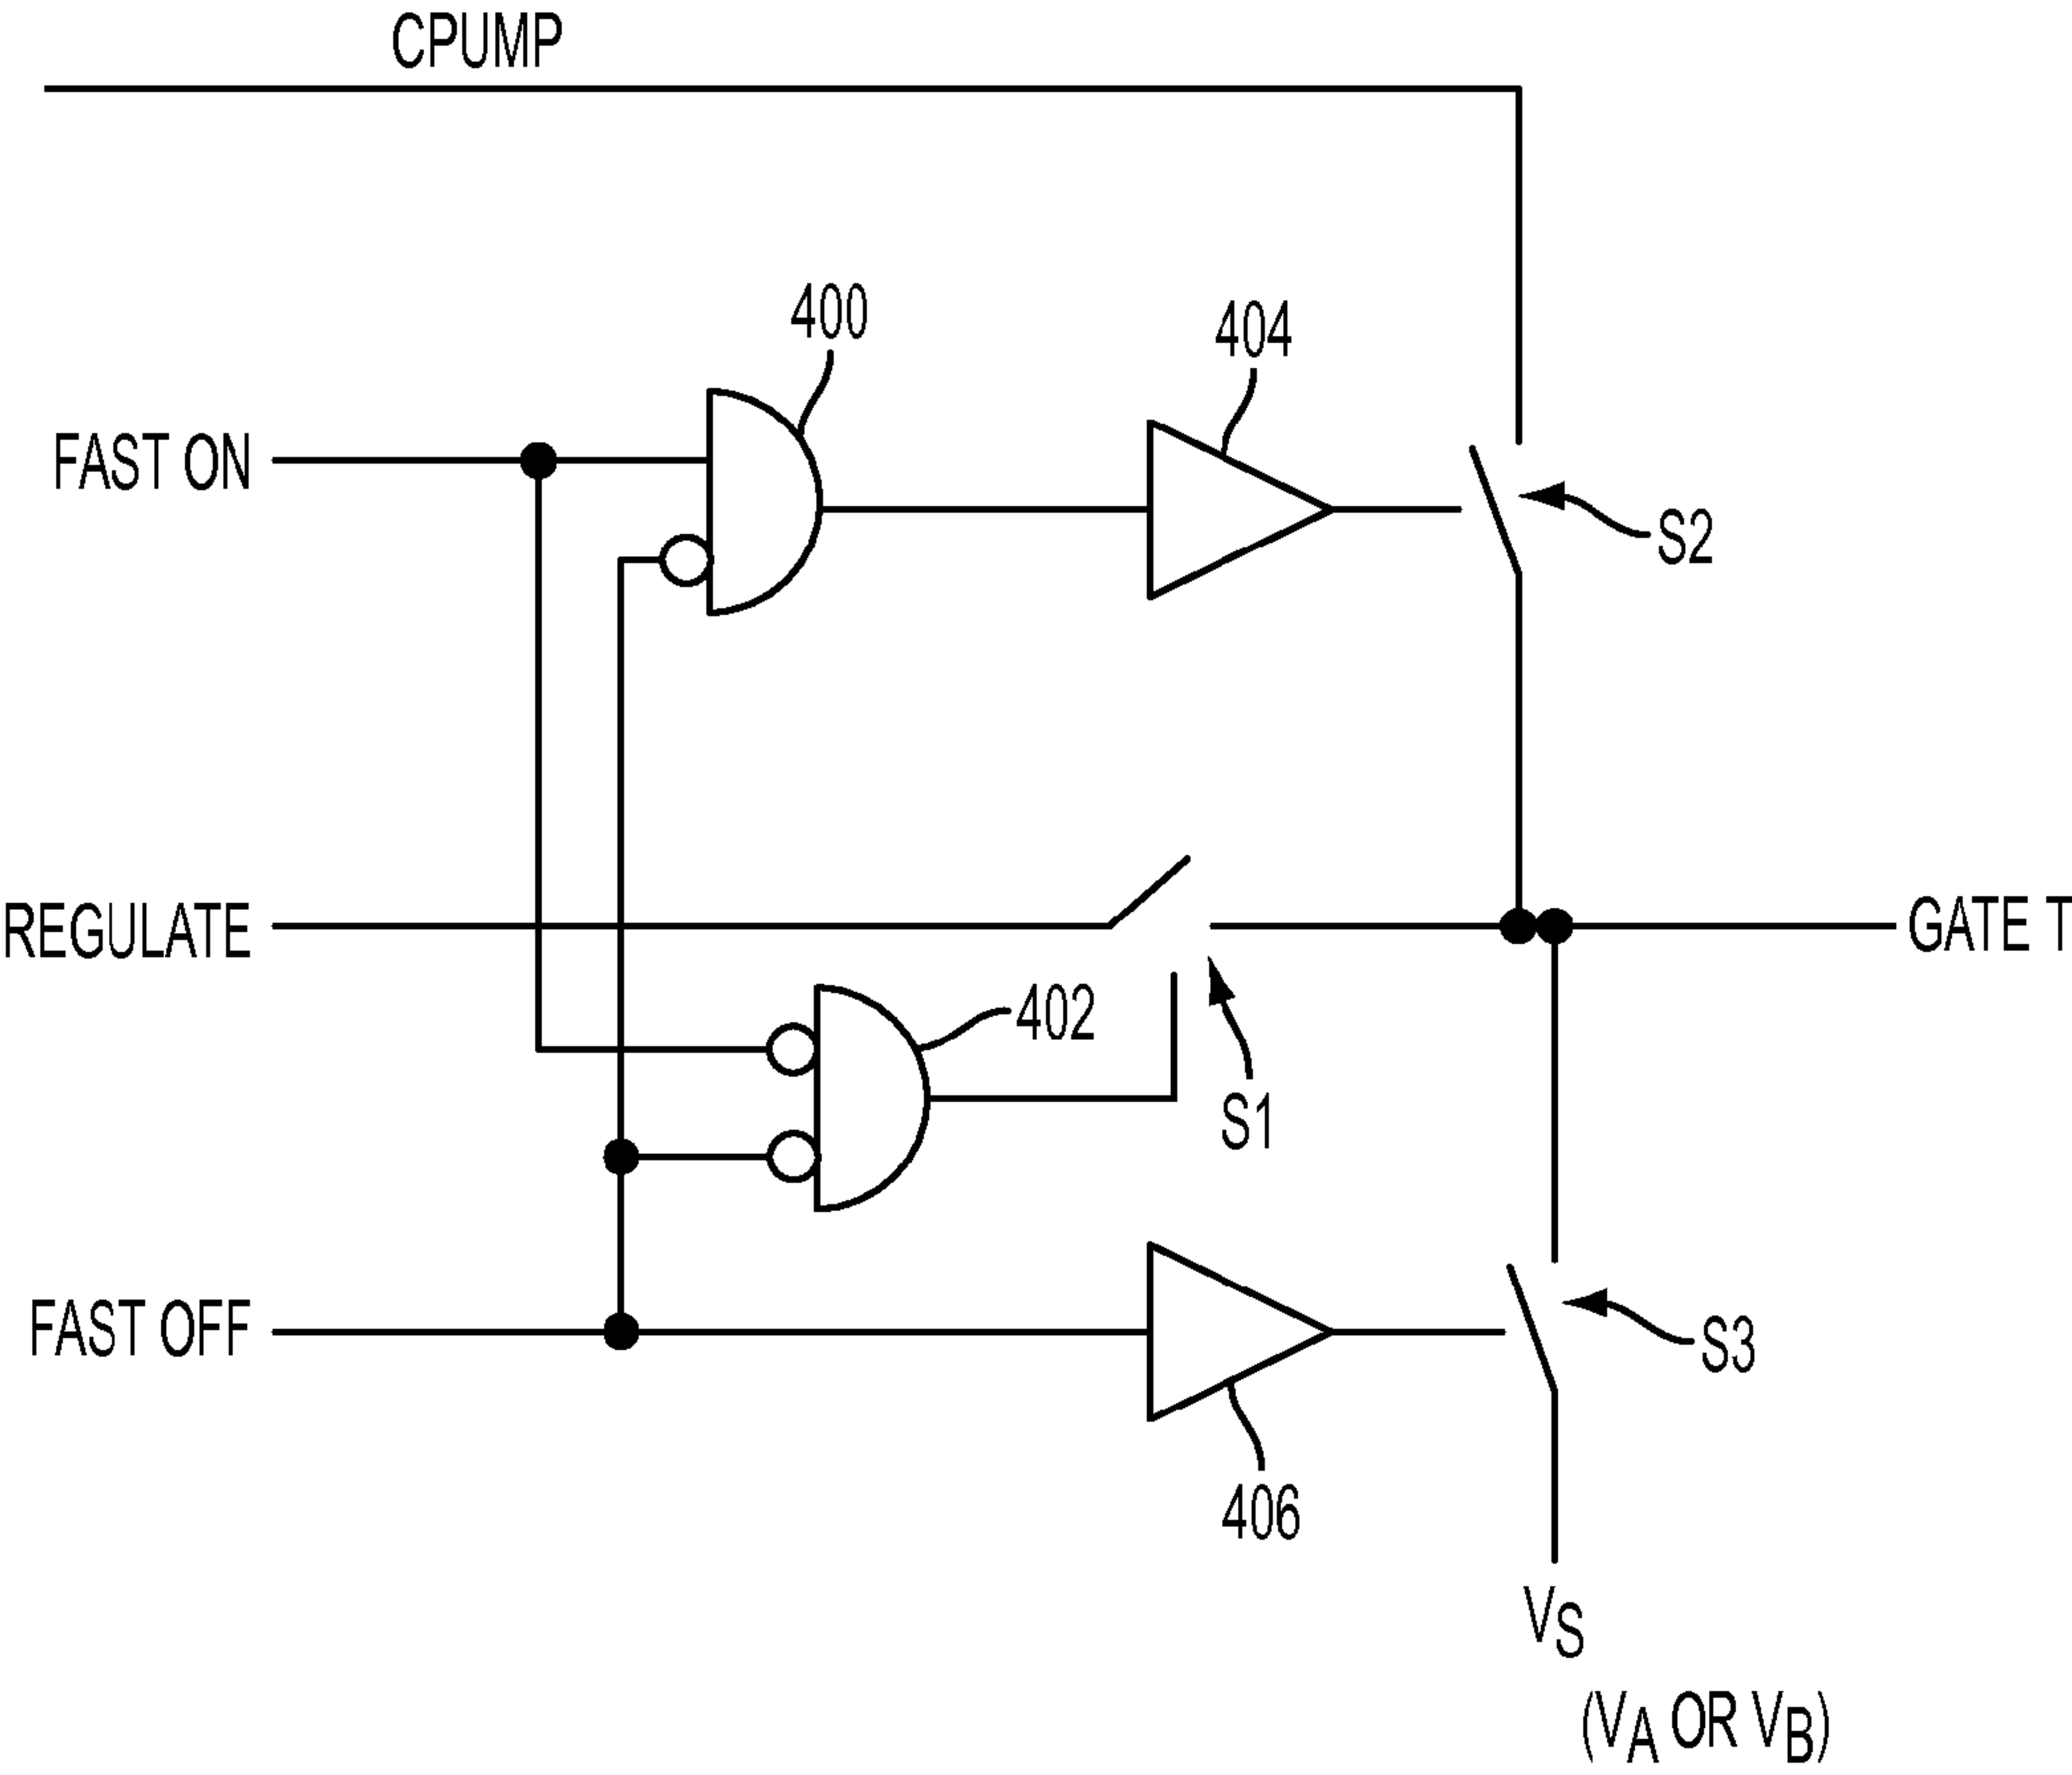 CPUMP
400
404
FAST ON
S2
REGULATE
GATE T
402
S1
FAST OFF
S3
406
VS
(VA OR VB)